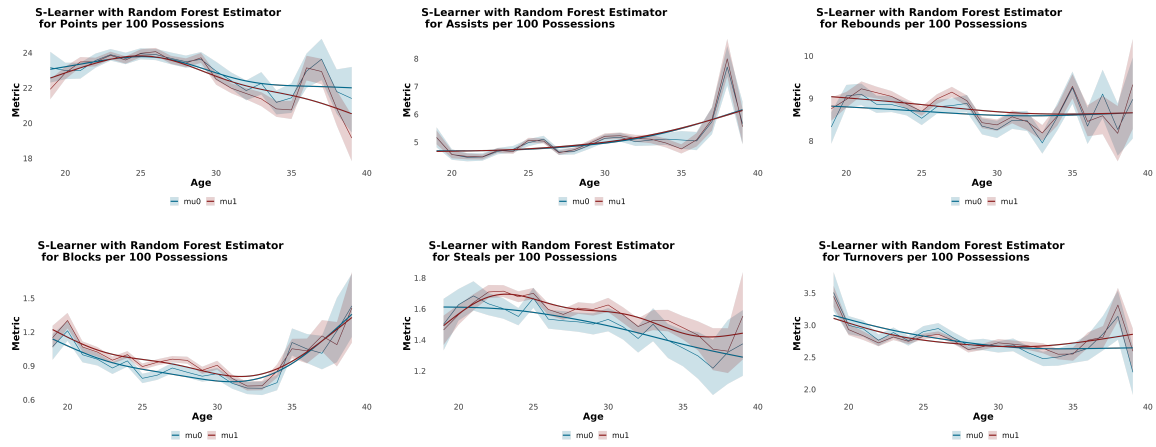 S-Learner with Random Forest Estimator
for Points per 100 Possessions
Metric
24
22
20
18
20
25
30
35
40
Age
mu0
mu1
S-Learner with Random Forest Estimator
for Assists per 100 Possessions
Metric
8
7
6
5
20
25
30
35
40
Age
mu0
mu1
S-Learner with Random Forest Estimator
for Rebounds per 100 Possessions
Metric
10
9
8
20
25
30
35
40
Age
mu0
mu1
S-Learner with Random Forest Estimator
for Blocks per 100 Possessions
Metric
1.5
1.2
0.9
0.6
20
25
30
35
40
Age
mu0
mu1
S-Learner with Random Forest Estimator
for Steals per 100 Possessions
Metric
1.8
1.6
1.4
1.2
20
25
30
35
40
Age
mu0
mu1
S-Learner with Random Forest Estimator
for Turnovers per 100 Possessions
Metric
3.5
3.0
2.5
2.0
20
25
30
35
40
Age
mu0
mu1